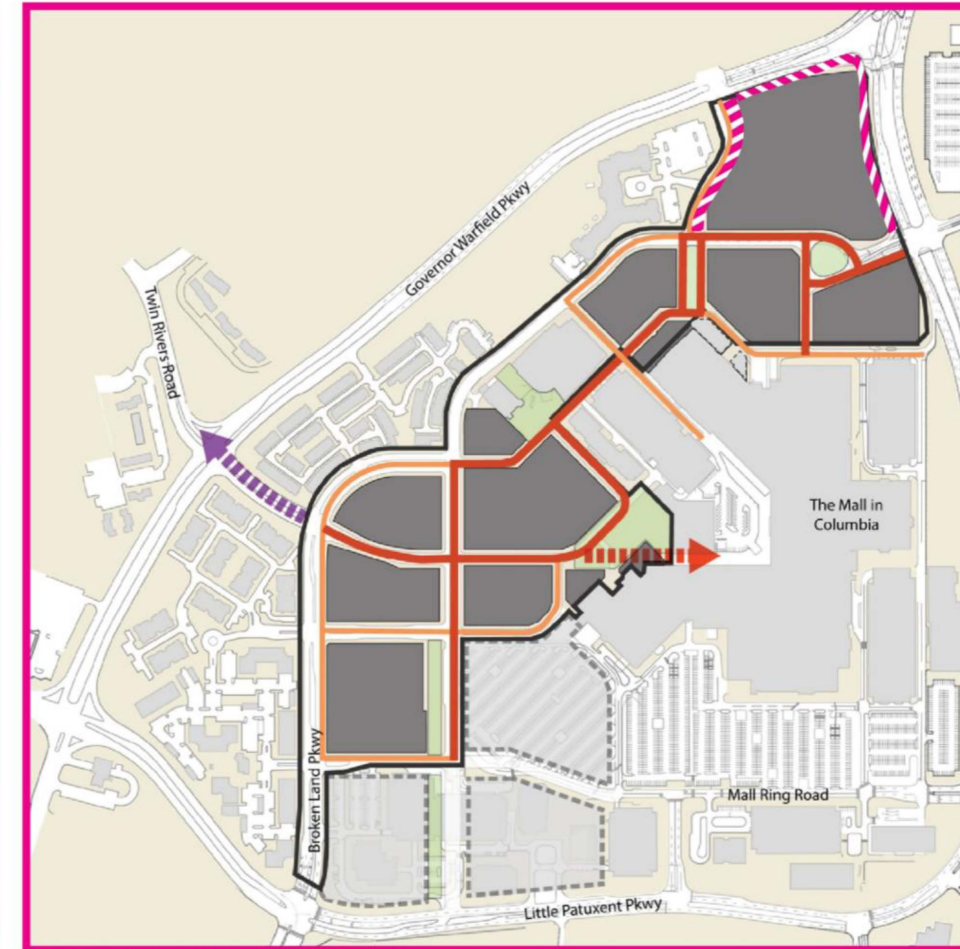 Governor Warfield Pkwy
Twin Rivers Road
The Mall in
Columbia
Broken Land Pkwy
Mall Ring Road
Little Patuxent Pkwy